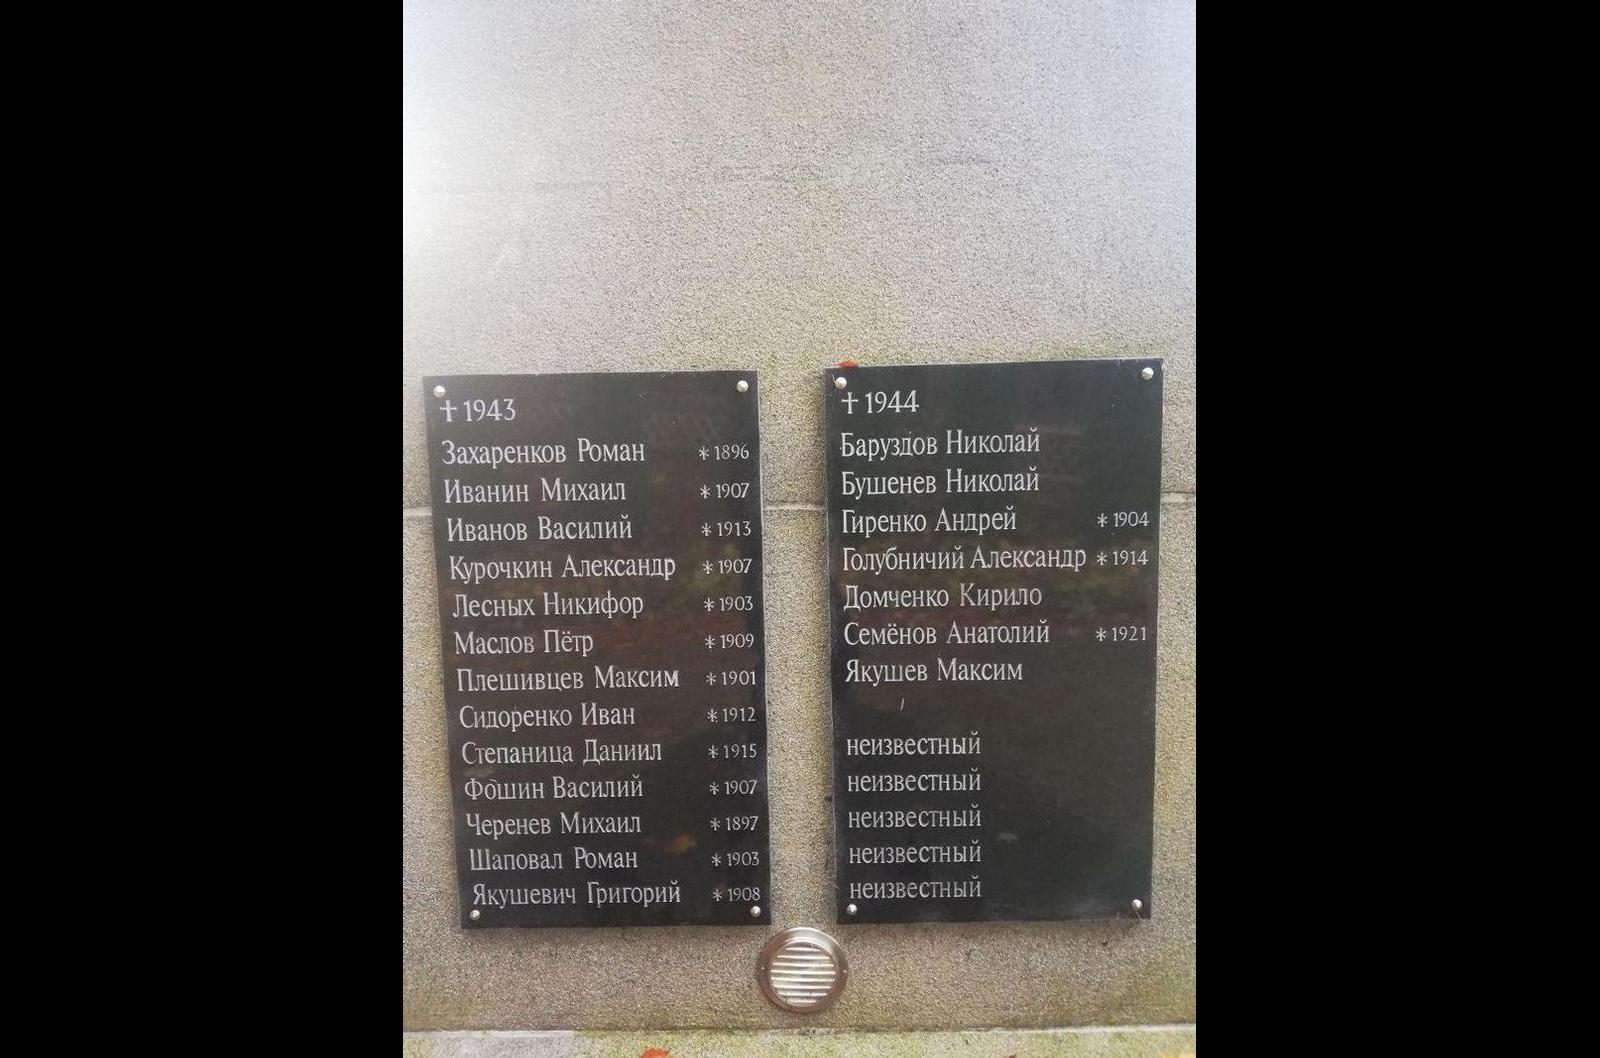 ✝ 1943
Захаренков Роман * 1896
Иванин Михаил * 1907
Иванов Василий * 1913
Курочкин Александр * 1907
Лесных Никифор * 1903
Маслов Пётр * 1909
Плешивцев Максим * 1901
Сидоренко Иван * 1912
Степаница Даниил * 1915
Фошин Василий * 1907
Черенев Михаил * 1897
Шаповал Роман * 1903
Якушевич Григорий * 1908
✝ 1944
Баруздов Николай
Бушенев Николай
Гиренко Андрей * 1904
Голубничий Александр * 1914
Домченко Кирило
Семёнов Анатолий * 1921
Якушев Максим
неизвестный
неизвестный
неизвестный
неизвестный
неизвестный